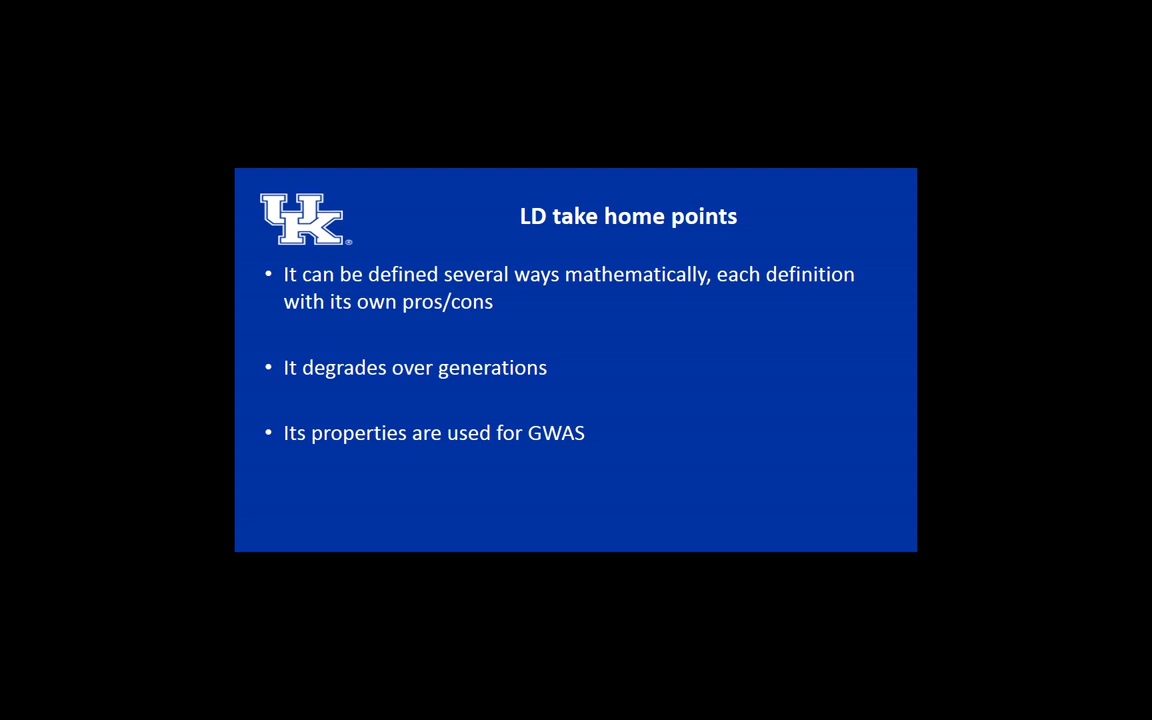 UK®
LD take home points
• It can be defined several ways mathematically, each definition
with its own pros/cons
• It degrades over generations
• Its properties are used for GWAS